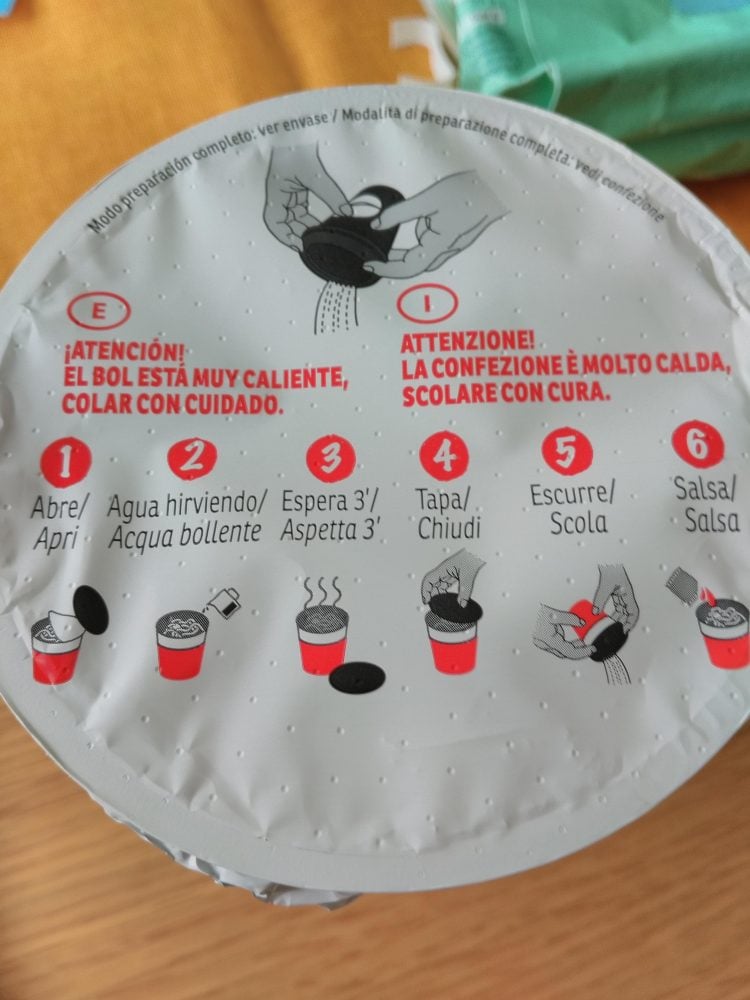 Modo preparación completo: ver envase / Modalità di preparazione completa: vedi confezione
E
¡ATENCIÓN!
EL BOL ESTÁ MUY CALIENTE,
COLAR CON CUIDADO.
I
ATTENZIONE!
LA CONFEZIONE È MOLTO CALDA,
SCOLARE CON CURA.
1
Abre/
Apri
2
Agua hirviendo/
Acqua bollente
3
Espera 3'/
Aspetta 3'
4
Tapa/
Chiudi
5
Escurre/
Scola
6
Salsa/
Salsa